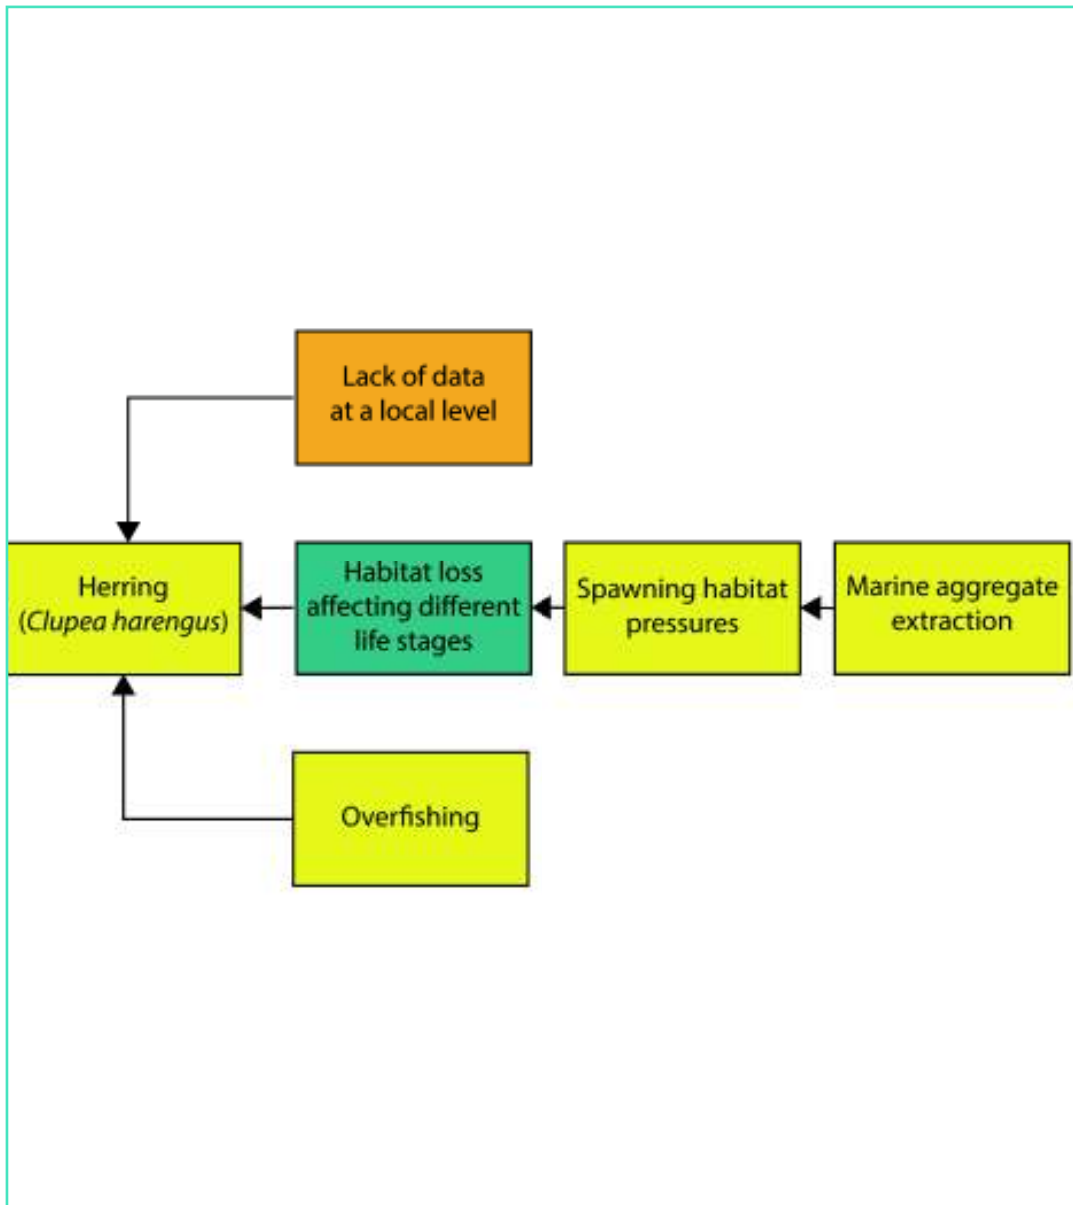 Lack of data
at a local level
Herring
(Clupea harengus)
Habitat loss
affecting different
life stages
Spawning habitat
pressures
Marine aggregate
extraction
Overfishing